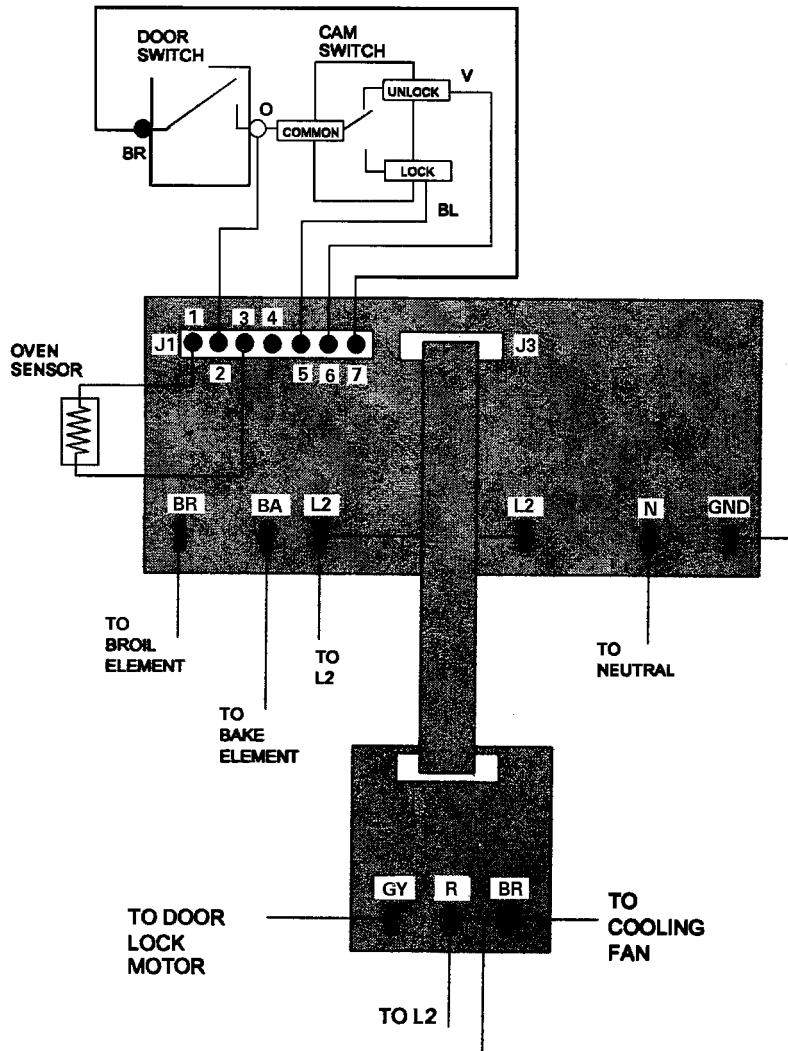 DOOR
SWITCH
CAM
SWITCH
V
UNLOCK
O
COMMON
BR
LOCK
BL
1 3 4
J1
J3
OVEN
SENSOR
2 5 6 7
BR BA L2 L2 N GND
TO
BROIL
ELEMENT
TO
L2
TO
NEUTRAL
TO
BAKE
ELEMENT
GY R BR
TO DOOR
LOCK
MOTOR
TO
COOLING
FAN
TO L2